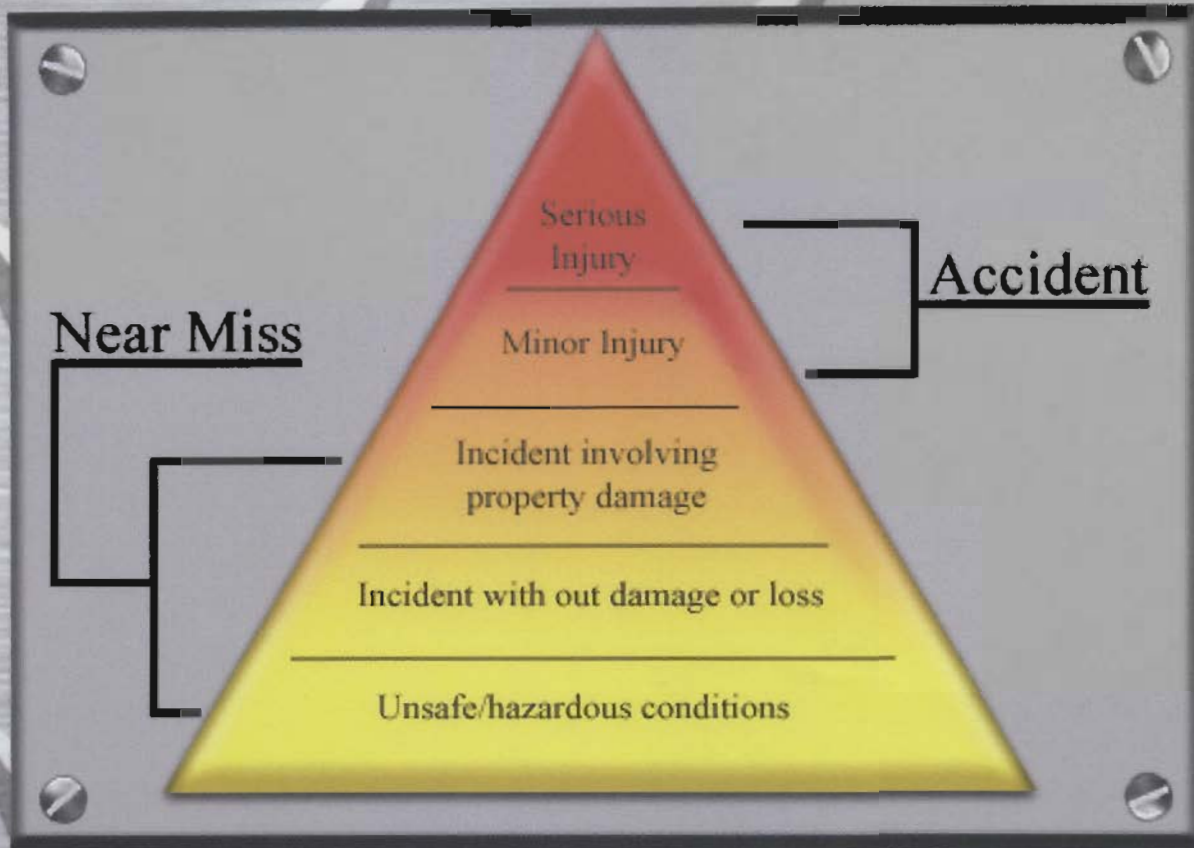 Serious
Injury
Accident
Near Miss
Minor Injury
Incident involving
property damage
Incident with out damage or loss
Unsafe/hazardous conditions